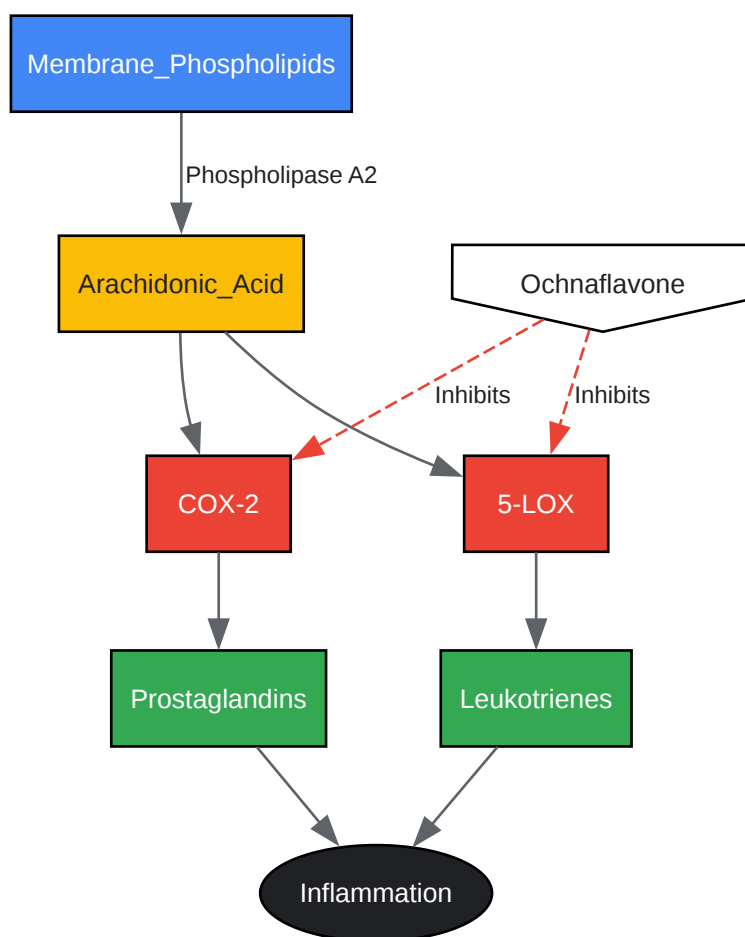 Membrane_Phospholipids
Phospholipase A2
Arachidonic_Acid
Ochnaflavone
Inhibits
Inhibits
COX-2
5-LOX
Prostaglandins
Leukotrienes
Inflammation